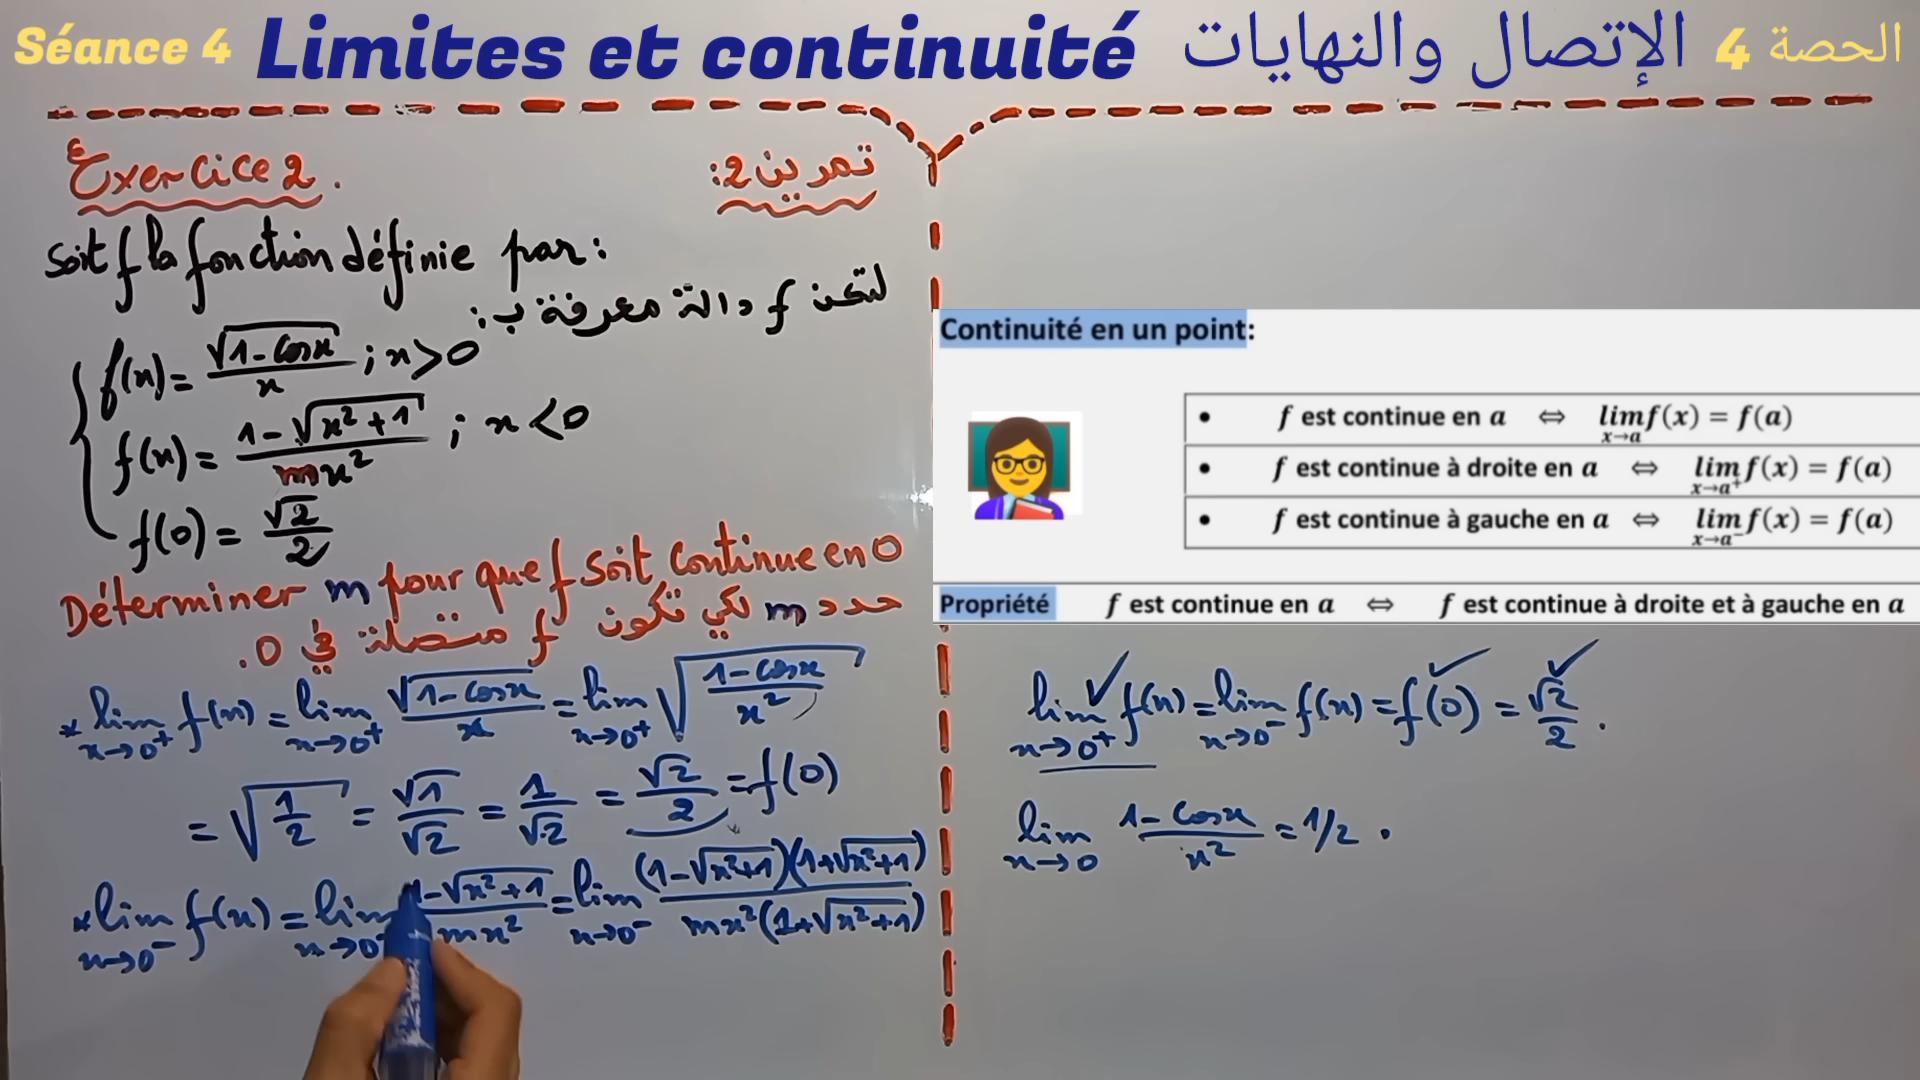 Séance 4 Limites et continuité الإتصال والنهايات الحصة 4
Exercice 2. تمرين 2:
Soit f la fonction définie par:
لتكن f دالة معرفة ب:
f(x) = √(1-cosx) / x ; x>0
f(x) = (1-√(x²+1)) / mx² ; x<0
f(0) = √2/2
Déterminer m pour que f soit continue en 0
حدد m لكي تكون f متصلة في 0.
* lim x→0⁺ f(x) = lim x→0⁺ √(1-cosx) / x = lim x→0⁺ √((1-cosx)/x²)
= √(1/2) = √1/√2 = 1/√2 = √2/2 = f(0)
* lim x→0⁻ f(x) = lim x→0⁻ (1-√(x²+1)) / mx² = lim x→0⁻ (1-√(x²+1))(1+√(x²+1)) / mx²(1+√(x²+1))
Continuité en un point:
• f est continue en a ⇔ lim x→a f(x) = f(a)
• f est continue à droite en a ⇔ lim x→a⁺ f(x) = f(a)
• f est continue à gauche en a ⇔ lim x→a⁻ f(x) = f(a)
Propriété f est continue en a ⇔ f est continue à droite et à gauche en a
lim x→0⁺ f(x) = lim x→0⁻ f(x) = f(0) = √2/2.
lim x→0 (1-cosx)/x² = 1/2.